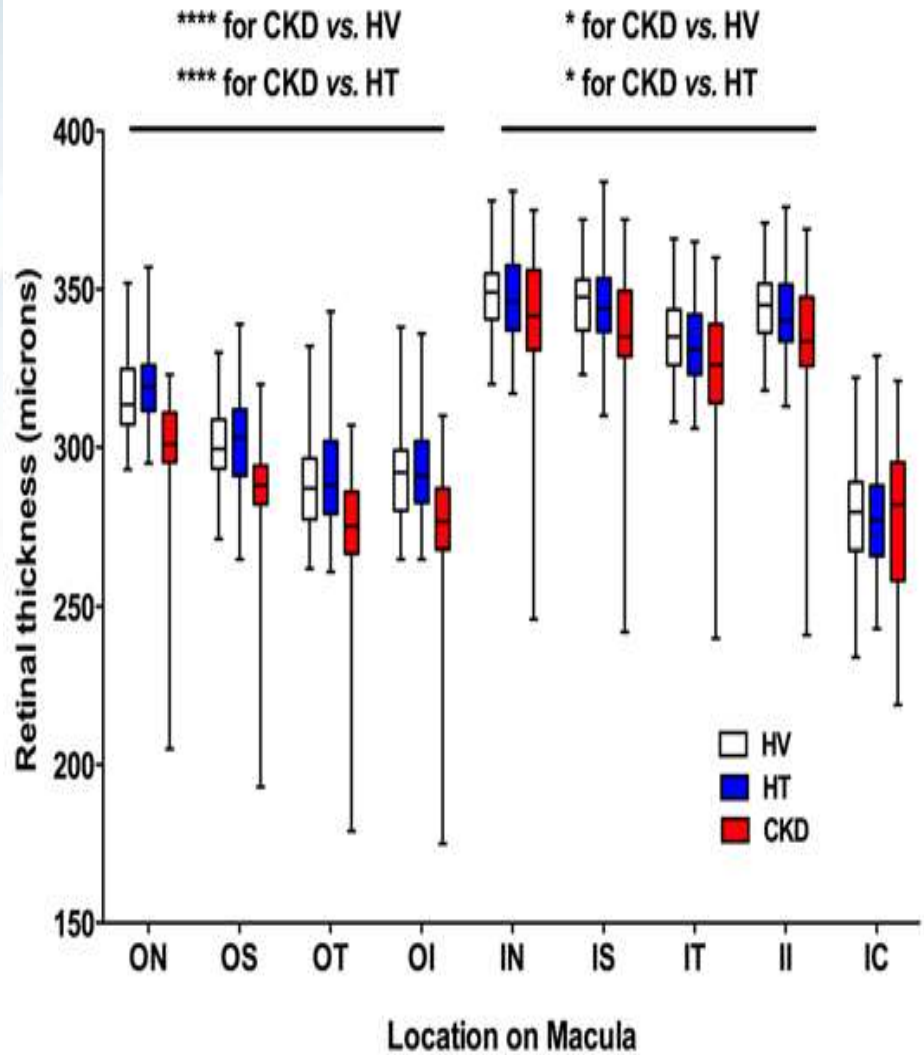 **** for CKD vs. HV
* for CKD vs. HV
**** for CKD vs. HT
* for CKD vs. HT
Retinal thickness (microns)
400
350
300
250
200
150
HV
HT
CKD
ON OS OT OI IN IS IT II IC
Location on Macula